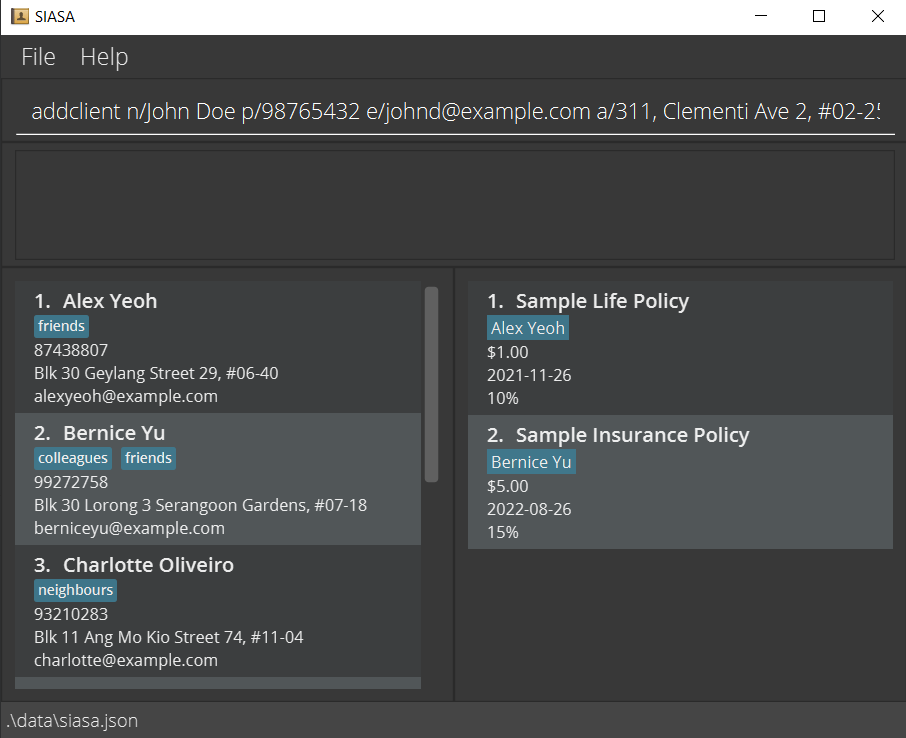 SIASA
File Help
addclient n/John Doe p/98765432 e/johnd@example.com a/311, Clementi Ave 2, #02-25
1. Alex Yeoh
friends
87438807
Blk 30 Geylang Street 29, #06-40
alexyeoh@example.com
2. Bernice Yu
colleagues friends
99272758
Blk 30 Lorong 3 Serangoon Gardens, #07-18
berniceyu@example.com
3. Charlotte Oliveiro
neighbours
93210283
Blk 11 Ang Mo Kio Street 74, #11-04
charlotte@example.com
1. Sample Life Policy
Alex Yeoh
$1.00
2021-11-26
10%
2. Sample Insurance Policy
Bernice Yu
$5.00
2022-08-26
15%
.\data\siasa.json